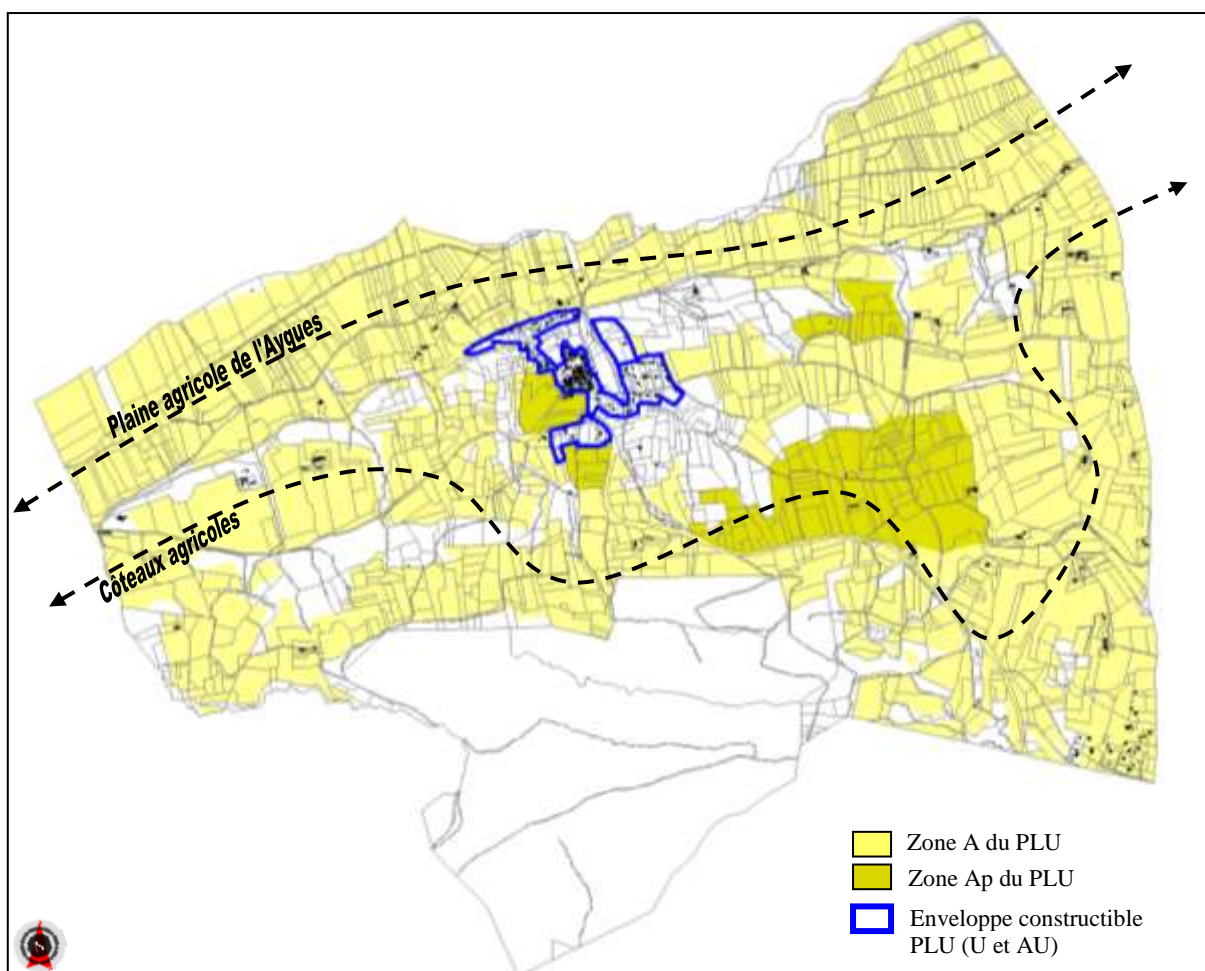 Plaine agricole de l'Aygues
Côteaux agricoles
Zone A du PLU
Zone Ap du PLU
Enveloppe constructible
PLU (U et AU)